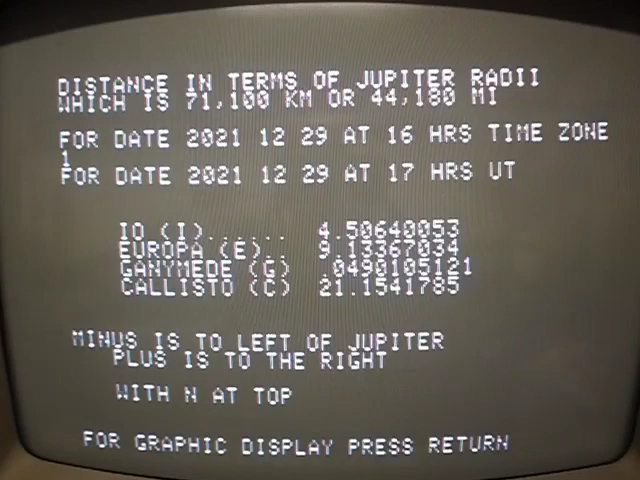 DISTANCE IN TERMS OF JUPITER RADII
WHICH IS 71,100 KM OR 44,180 MI
FOR DATE 2021 12 29 AT 16 HRS TIME ZONE
1
FOR DATE 2021 12 29 AT 17 HRS UT
IO (I)...... 4.50640053
EUROPA (E).. 9.13367034
GANYMEDE (G) .0490105121
CALLISTO (C) 21.1541785
MINUS IS TO LEFT OF JUPITER
PLUS IS TO THE RIGHT
WITH N AT TOP
FOR GRAPHIC DISPLAY PRESS RETURN